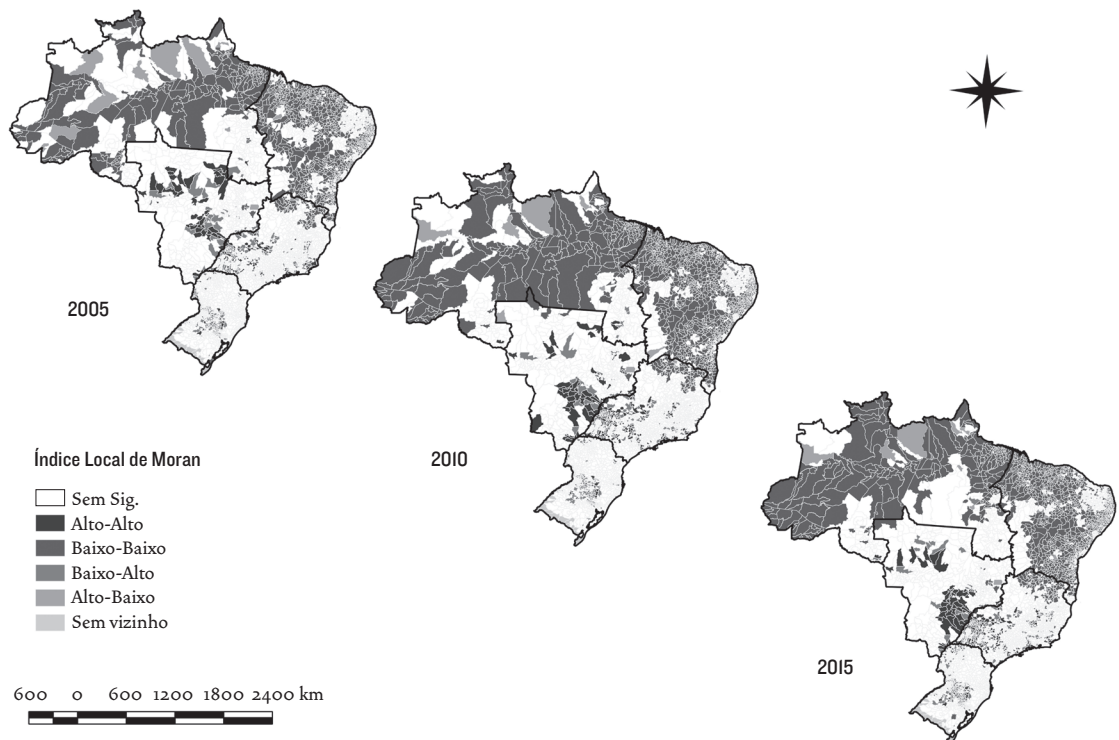 2005
2010
2015
Índice Local de Moran
Sem Sig.
Alto-Alto
Baixo-Baixo
Baixo-Alto
Alto-Baixo
Sem vizinho
600 0 600 1200 1800 2400 km